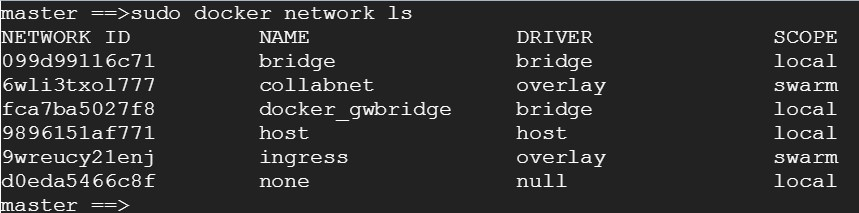 master ==>sudo docker network ls
NETWORK ID NAME DRIVER SCOPE
099d99116c71 bridge bridge local
6wli3txol777 collabnet overlay swarm
fca7ba5027f8 docker_gwbridge bridge local
9896151af771 host host local
9wreucy21enj ingress overlay swarm
d0eda5466c8f none null local
master ==>